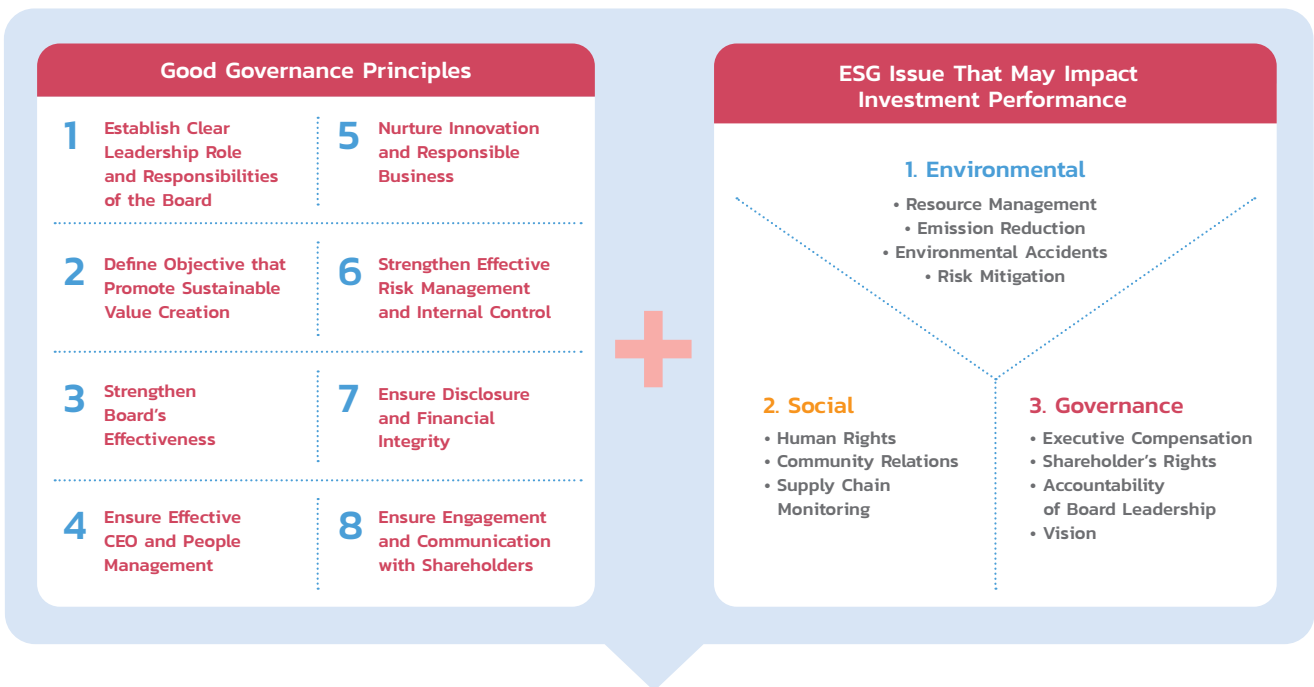 Good Governance Principles
1
Establish Clear
Leadership Role
and Responsibilities
of the Board
2
Define Objective that
Promote Sustainable
Value Creation
3
Strengthen
Board's
Effectiveness
4
Ensure Effective
CEO and People
Management
5
Nurture Innovation
and Responsible
Business
6
Strengthen Effective
Risk Management
and Internal Control
7
Ensure Disclosure
and Financial
Integrity
8
Ensure Engagement
and Communication
with Shareholders
+
ESG Issue That May Impact
Investment Performance
1. Environmental
• Resource Management
• Emission Reduction
• Environmental Accidents
• Risk Mitigation
2. Social
• Human Rights
• Community Relations
• Supply Chain
Monitoring
3. Governance
• Executive Compensation
• Shareholder's Rights
• Accountability
of Board Leadership
• Vision